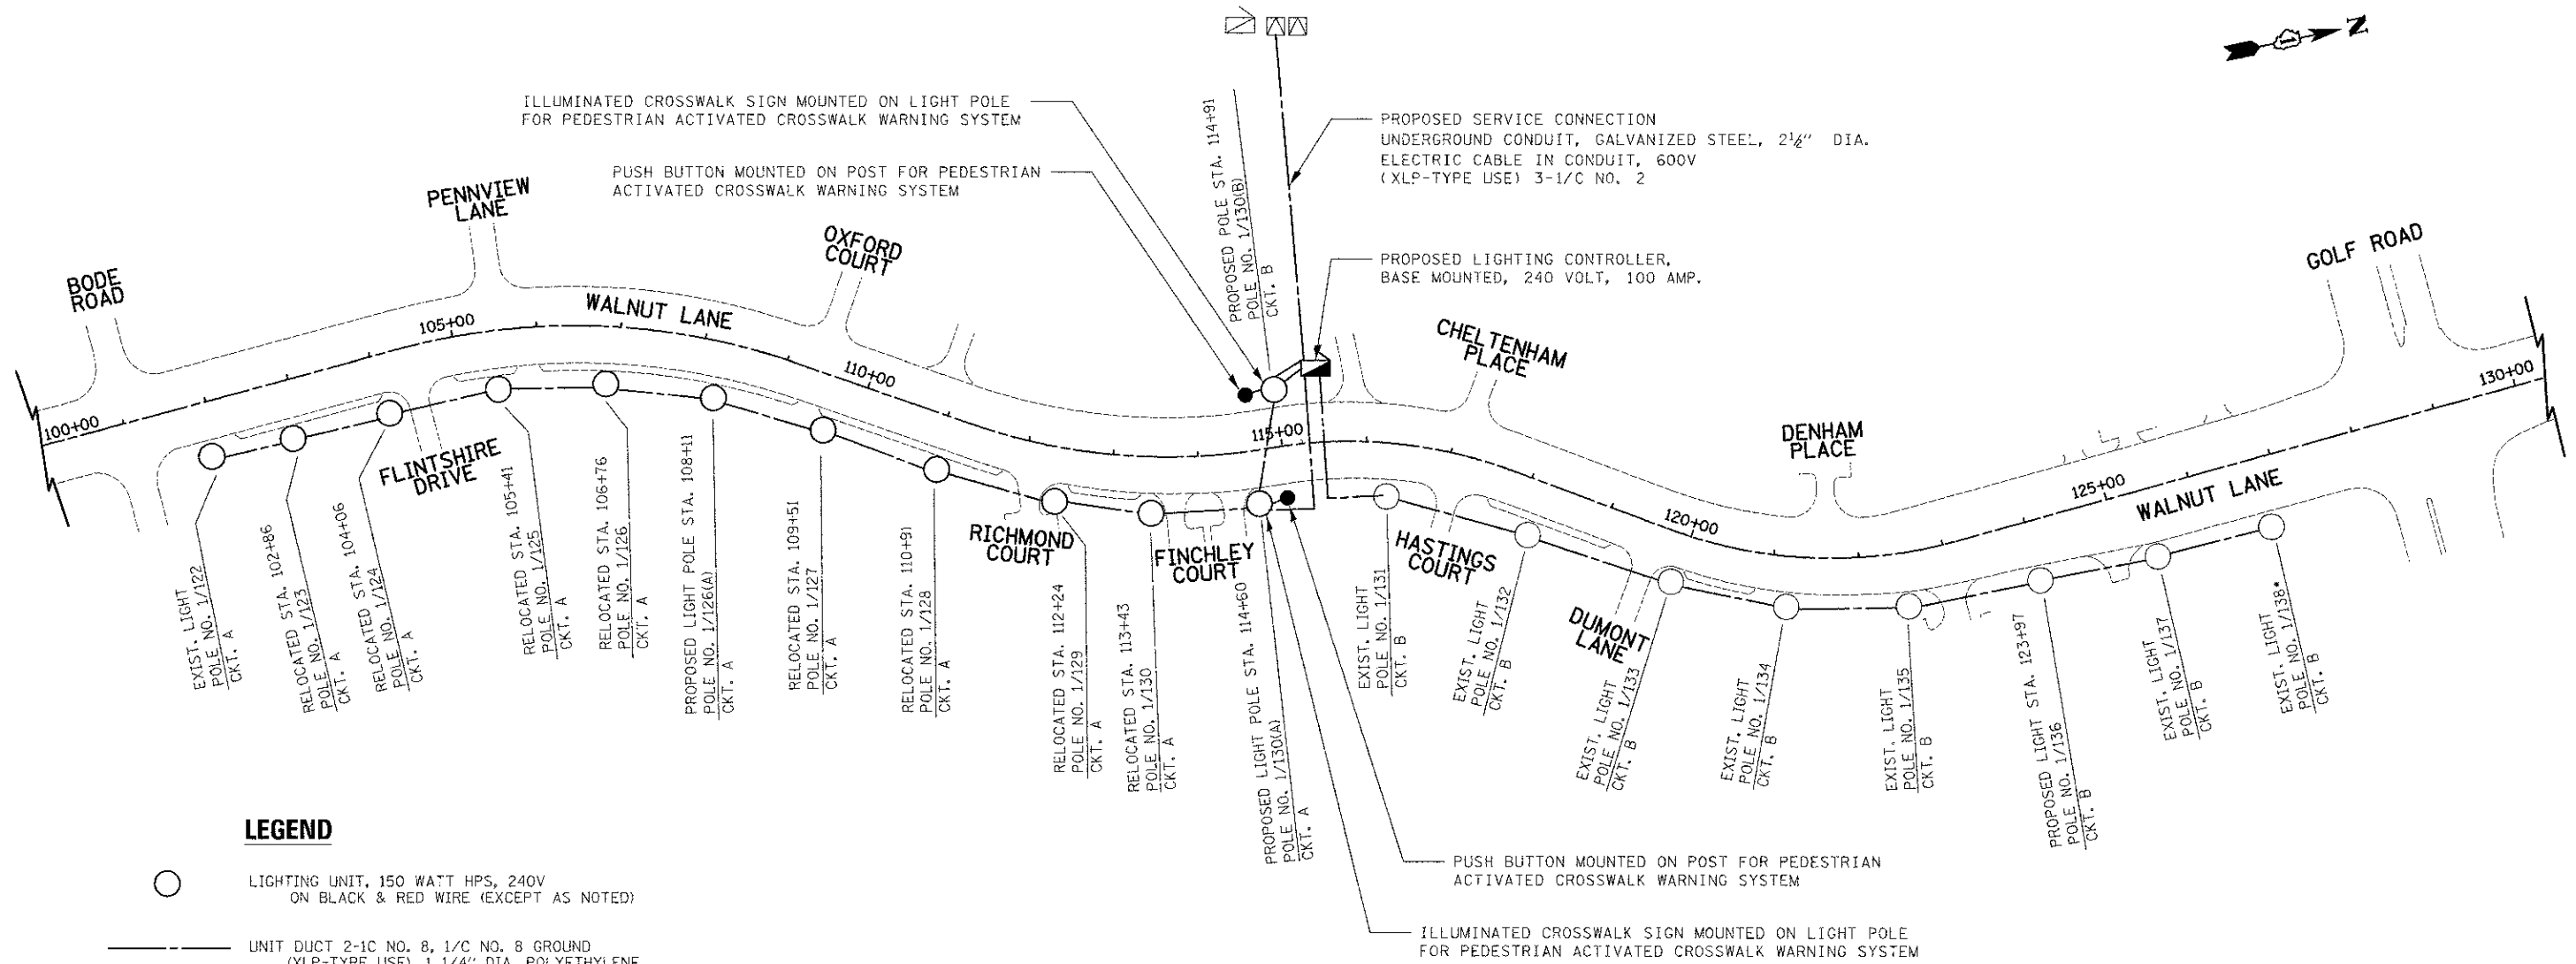 N
1
ILLUMINATED CROSSWALK SIGN MOUNTED ON LIGHT POLE
FOR PEDESTRIAN ACTIVATED CROSSWALK WARNING SYSTEM
PUSH BUTTON MOUNTED ON POST FOR PEDESTRIAN
ACTIVATED CROSSWALK WARNING SYSTEM
PROPOSED POLE STA. 114+91
POLE NO. 1/130(B)
CKT. B
PROPOSED SERVICE CONNECTION
UNDERGROUND CONDUIT, GALVANIZED STEEL, 2½" DIA.
ELECTRIC CABLE IN CONDUIT, 600V
(XLP-TYPE USE) 3-1/C NO. 2
PROPOSED LIGHTING CONTROLLER,
BASE MOUNTED, 240 VOLT, 100 AMP.
BODE
ROAD
PENNVIEW
LANE
OXFORD
COURT
CHELTENHAM
PLACE
DENHAM
PLACE
GOLF ROAD
WALNUT LANE
WALNUT LANE
100+00
105+00
110+00
115+00
120+00
125+00
130+00
FLINTSHIRE
DRIVE
RICHMOND
COURT
FINCHLEY
COURT
HASTINGS
COURT
DUMONT
LANE
EXIST. LIGHT
POLE NO. 1/122
CKT. A
RELOCATED STA. 102+86
POLE NO. 1/123
CKT. A
RELOCATED STA. 104+06
POLE NO. 1/124
CKT. A
RELOCATED STA. 105+41
POLE NO. 1/125
CKT. A
RELOCATED STA. 106+76
POLE NO. 1/126
CKT. A
PROPOSED LIGHT POLE STA. 108+11
POLE NO. 1/126(A)
CKT. A
RELOCATED STA. 109+51
POLE NO. 1/127
CKT. A
RELOCATED STA. 110+91
POLE NO. 1/128
CKT. A
RELOCATED STA. 112+24
POLE NO. 1/129
CKT. A
RELOCATED STA. 113+43
POLE NO. 1/130
CKT. A
PROPOSED LIGHT POLE STA. 114+60
POLE NO. 1/130(A)
CKT. A
EXIST. LIGHT
POLE NO. 1/131
CKT. B
EXIST. LIGHT
POLE NO. 1/132
CKT. B
EXIST. LIGHT
POLE NO. 1/133
CKT. B
EXIST. LIGHT
POLE NO. 1/134
CKT. B
EXIST. LIGHT
POLE NO. 1/135
CKT. B
PROPOSED LIGHT STA. 123+97
POLE NO. 1/136
CKT. B
EXIST. LIGHT
POLE NO. 1/137
CKT. B
EXIST. LIGHT
POLE NO. 1/138*
CKT. B
PUSH BUTTON MOUNTED ON POST FOR PEDESTRIAN
ACTIVATED CROSSWALK WARNING SYSTEM
ILLUMINATED CROSSWALK SIGN MOUNTED ON LIGHT POLE
FOR PEDESTRIAN ACTIVATED CROSSWALK WARNING SYSTEM
LEGEND
LIGHTING UNIT, 150 WATT HPS, 240V
ON BLACK & RED WIRE (EXCEPT AS NOTED)
UNIT DUCT 2-1C NO. 8, 1/C NO. 8 GROUND
(XLP-TYPE USE) 1 1/4" DIA. POLYETHYLENE